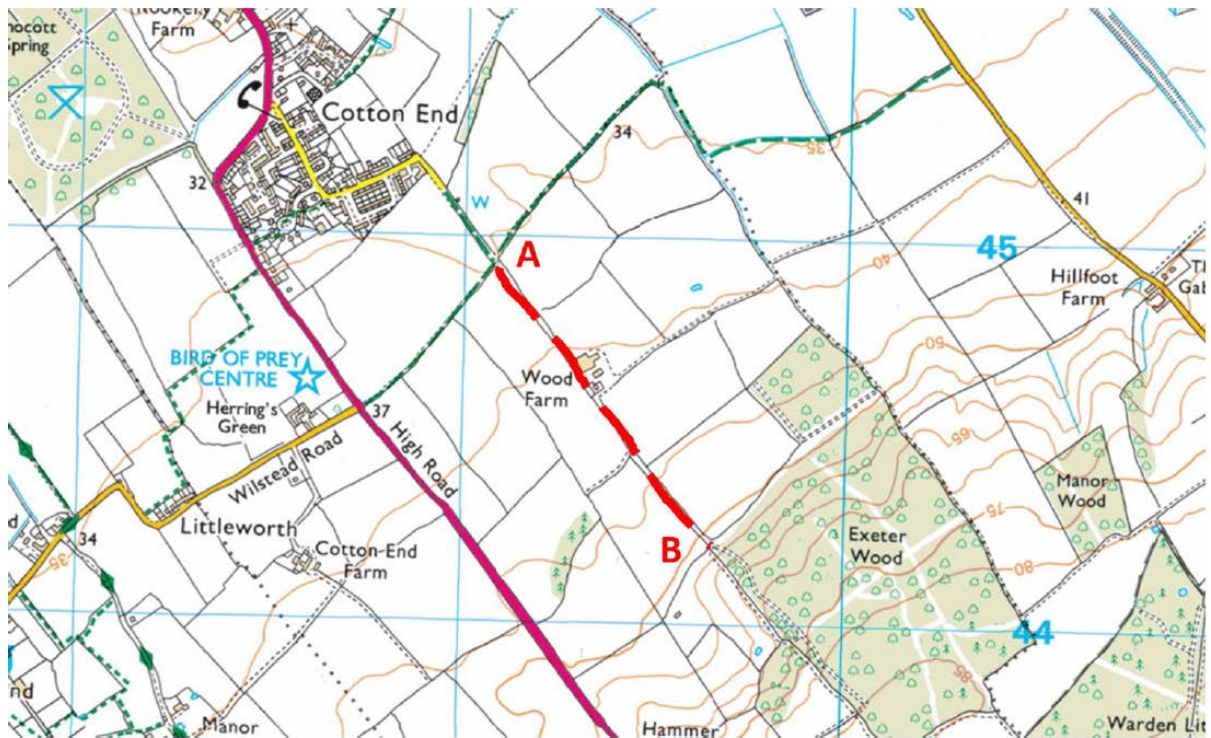 Farm
Spring
Cotton End
34
35
32
W
41
A
45
40
Hillfoot
Farm
50
BIRD OF PREY
CENTRE
Wood
Farm
Herring's
Green
37
High Road
65
Wilstead Road
Manor
Wood
75
Littleworth
B
Exeter
Wood
34
35
Cotton-End
Farm
80
44
85
Manor
Hammer
Warden